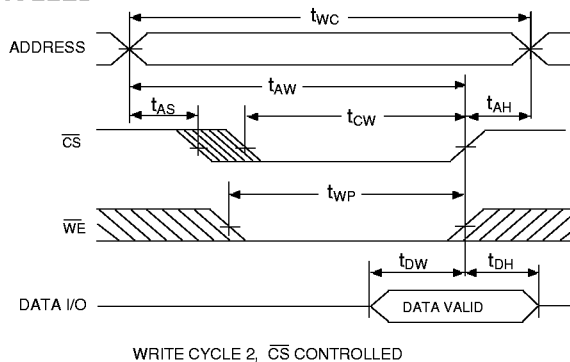 tWC
ADDRESS
tAW
tAS
tCW
tAH
CS
tWP
WE
tDW
tDH
DATA I/O
DATA VALID
WRITE CYCLE 2, CS CONTROLLED